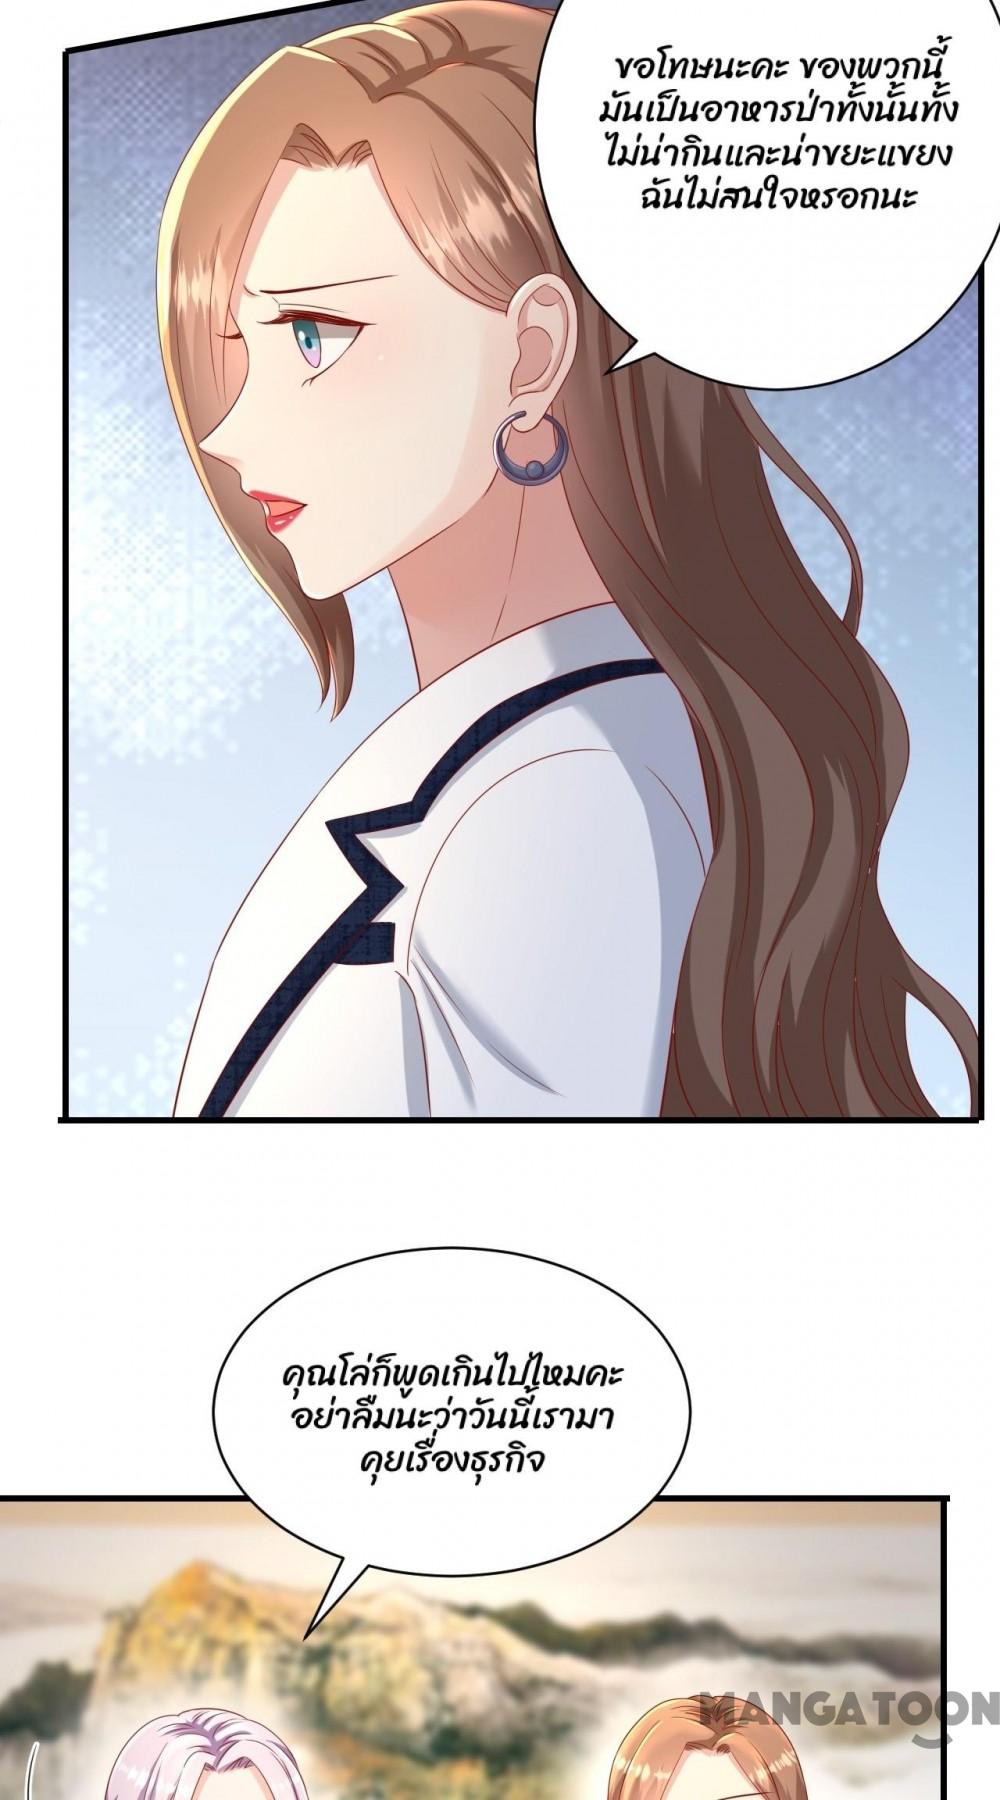 ขอโทษนะคะ ของพวกนี้
มันเป็นอาหารป่าทั้งนั้นทั้ง
ไม่น่ากินและน่าขยะแขยง
ฉันไม่สนใจหรอกนะ
คุณโล่ก็พูดเกินไปไหมคะ
อย่าลืมนะว่าวันนี้เรามา
คุยเรื่องธุรกิจ
MANGATOON